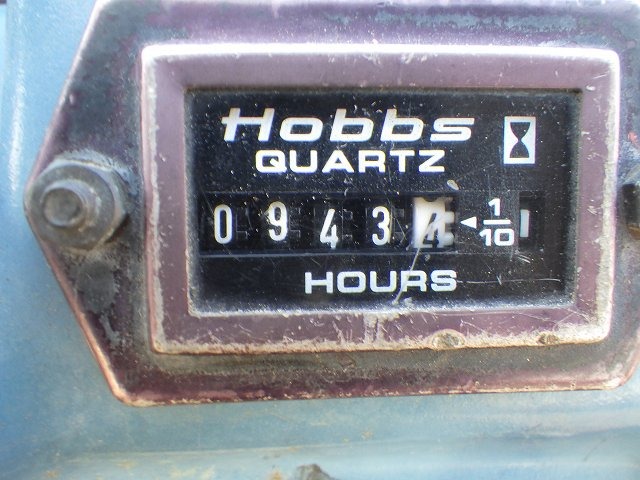 Hobbs
QUARTZ
0943 ◄ 1/10
HOURS